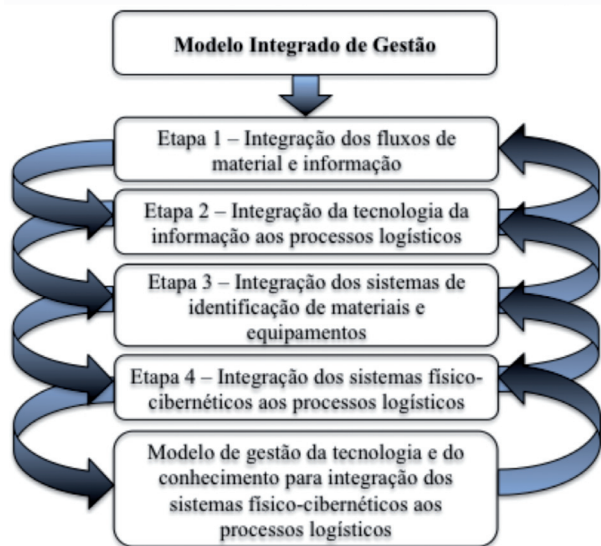 Modelo Integrado de Gestão
Etapa 1 – Integração dos fluxos de
material e informação
Etapa 2 – Integração da tecnologia da
informação aos processos logísticos
Etapa 3 – Integração dos sistemas de
identificação de materiais e
equipamentos
Etapa 4 – Integração dos sistemas físico-
cibernéticos aos processos logísticos
Modelo de gestão da tecnologia e do
conhecimento para integração dos
sistemas físico-cibernéticos aos
processos logísticos